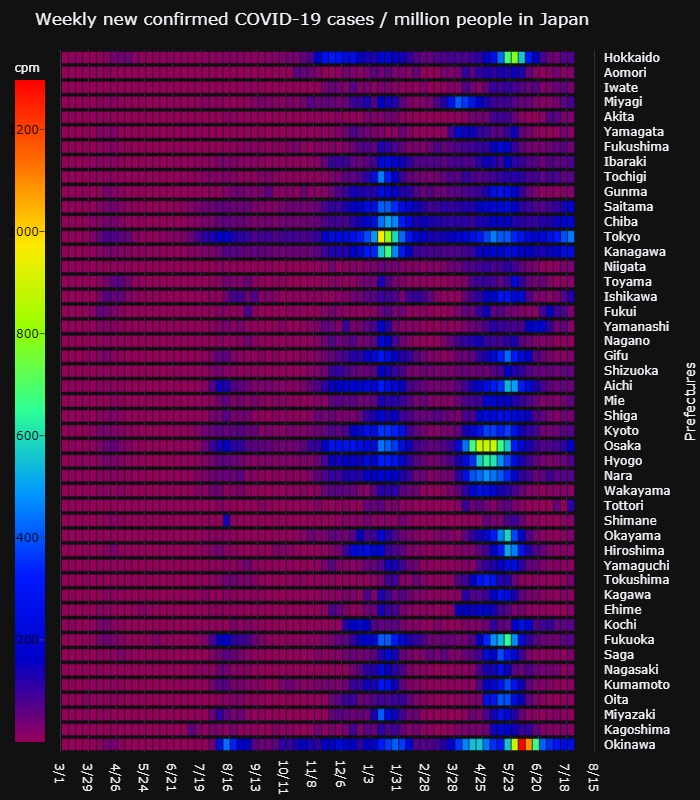 Weekly new confirmed COVID-19 cases / million people in Japan
cpm
1200
1000
800
600
400
200
Hokkaido
Aomori
Iwate
Miyagi
Akita
Yamagata
Fukushima
Ibaraki
Tochigi
Gunma
Saitama
Chiba
Tokyo
Kanagawa
Niigata
Toyama
Ishikawa
Fukui
Yamanashi
Nagano
Gifu
Shizuoka
Aichi
Mie
Shiga
Kyoto
Osaka
Hyogo
Nara
Wakayama
Tottori
Shimane
Okayama
Hiroshima
Yamaguchi
Tokushima
Kagawa
Ehime
Kochi
Fukuoka
Saga
Nagasaki
Kumamoto
Oita
Miyazaki
Kagoshima
Okinawa
Prefectures
3/1
3/29
4/26
5/24
6/21
7/19
8/16
9/13
10/11
11/8
12/6
1/3
1/31
2/28
3/28
4/25
5/23
6/20
7/18
8/15